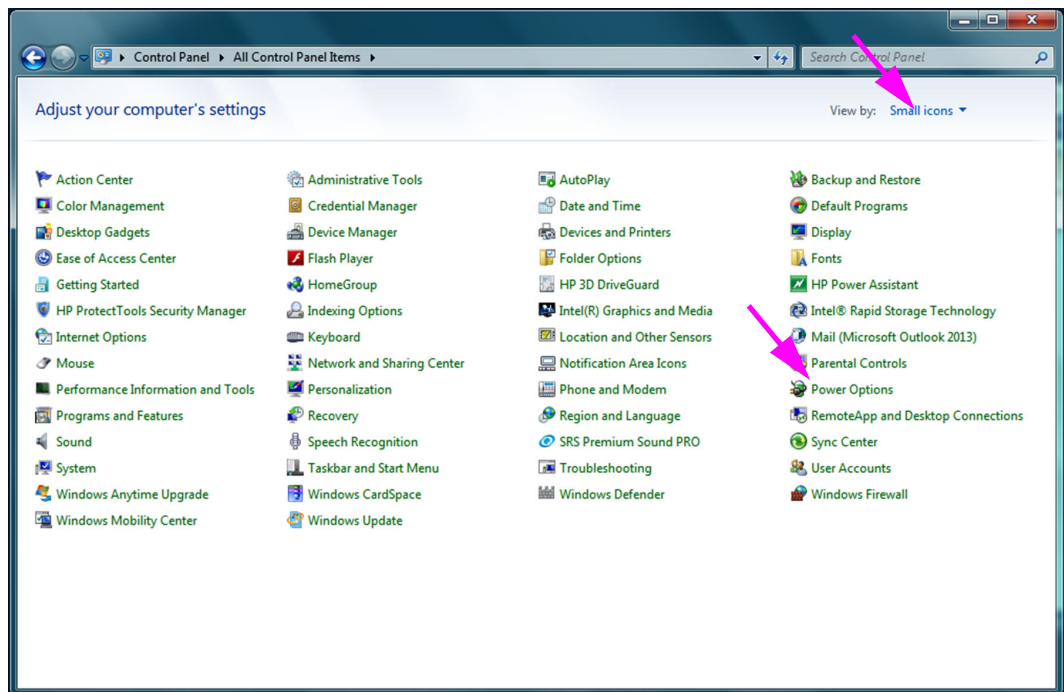 Control Panel All Control Panel Items Search Control Panel
Adjust your computer's settings View by: Small icons
Action Center Administrative Tools AutoPlay Backup and Restore
Color Management Credential Manager Date and Time Default Programs
Desktop Gadgets Device Manager Devices and Printers Display
Ease of Access Center Flash Player Folder Options Fonts
Getting Started HomeGroup HP 3D DriveGuard HP Power Assistant
HP ProtectTools Security Manager Indexing Options Intel(R) Graphics and Media Intel® Rapid Storage Technology
Internet Options Keyboard Location and Other Sensors Mail (Microsoft Outlook 2013)
Mouse Network and Sharing Center Notification Area Icons Parental Controls
Performance Information and Tools Personalization Phone and Modem Power Options
Programs and Features Recovery Region and Language RemoteApp and Desktop Connections
Sound Speech Recognition SRS Premium Sound PRO Sync Center
System Taskbar and Start Menu Troubleshooting User Accounts
Windows Anytime Upgrade Windows CardSpace Windows Defender Windows Firewall
Windows Mobility Center Windows Update